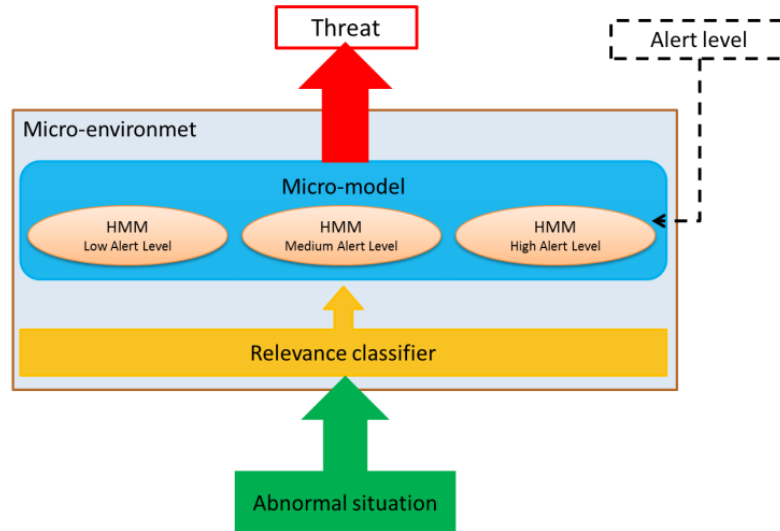 Threat
Alert level
Micro-environmet
Micro-model
HMM
Low Alert Level
HMM
Medium Alert Level
HMM
High Alert Level
Relevance classifier
Abnormal situation